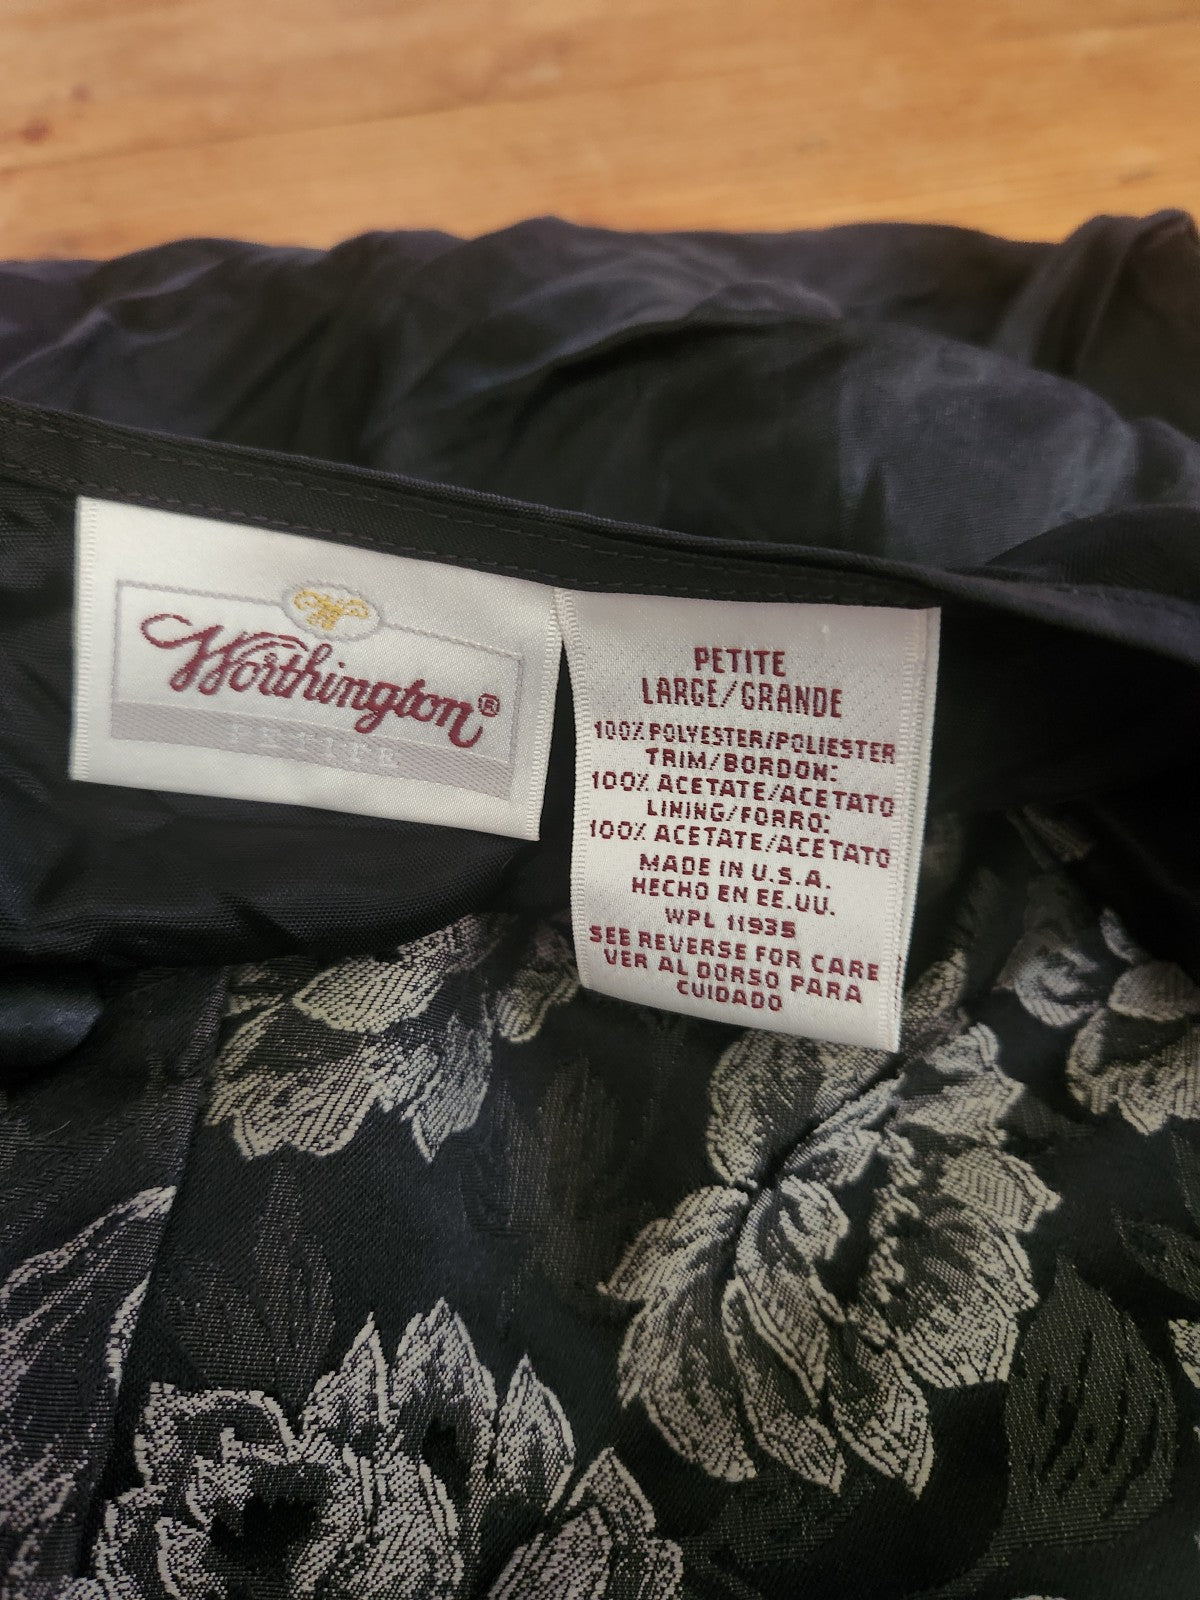 Worthington®
PETITE
PETITE
LARGE/GRANDE
100% POLYESTER/POLIESTER
TRIM/BORDON:
100% ACETATE/ACETATO
LINING/FORRO:
100% ACETATE/ACETATO
MADE IN U.S.A.
HECHO EN EE.UU.
WPL 11935
SEE REVERSE FOR CARE
VER AL DORSO PARA
CUIDADO